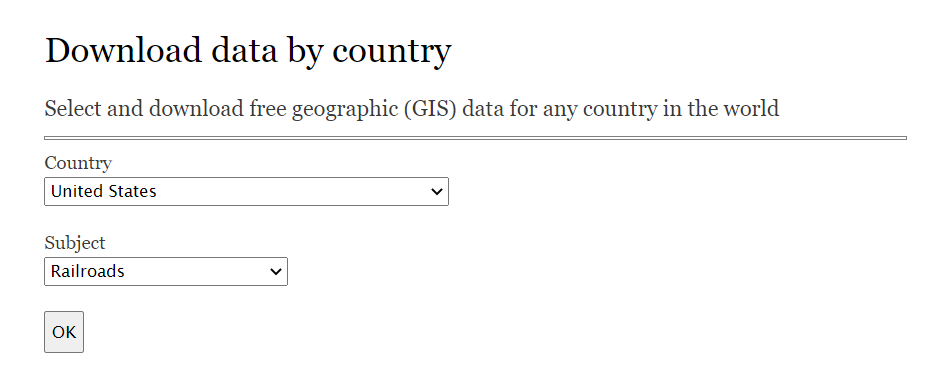 Download data by country
Select and download free geographic (GIS) data for any country in the world
Country
United States
Subject
Railroads
OK